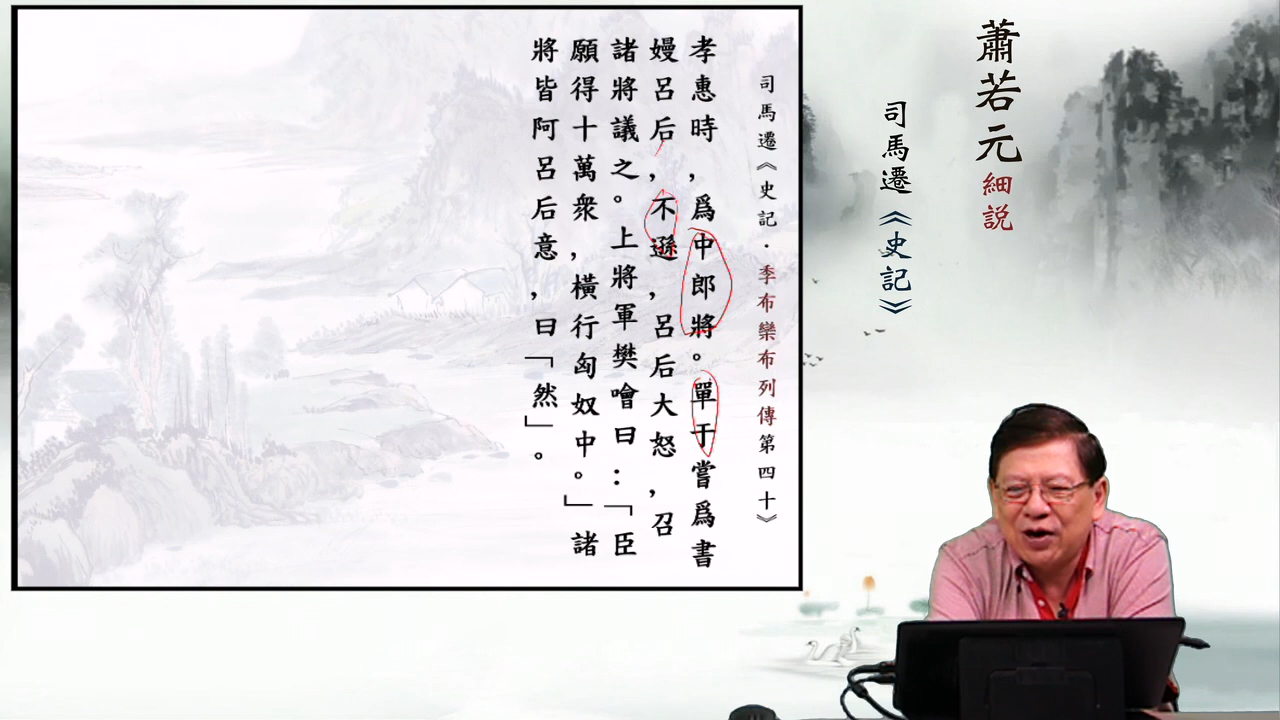 蕭若元細説
司馬遷《史記》
司馬遷《史記·季布欒布列傳第四十》
孝惠時，爲中郎將。單于嘗爲書
嫚呂后，不遜，呂后大怒，召
諸將議之。上將軍樊噲曰：「臣
願得十萬衆，橫行匈奴中。」諸
將皆阿呂后意，曰「然」。